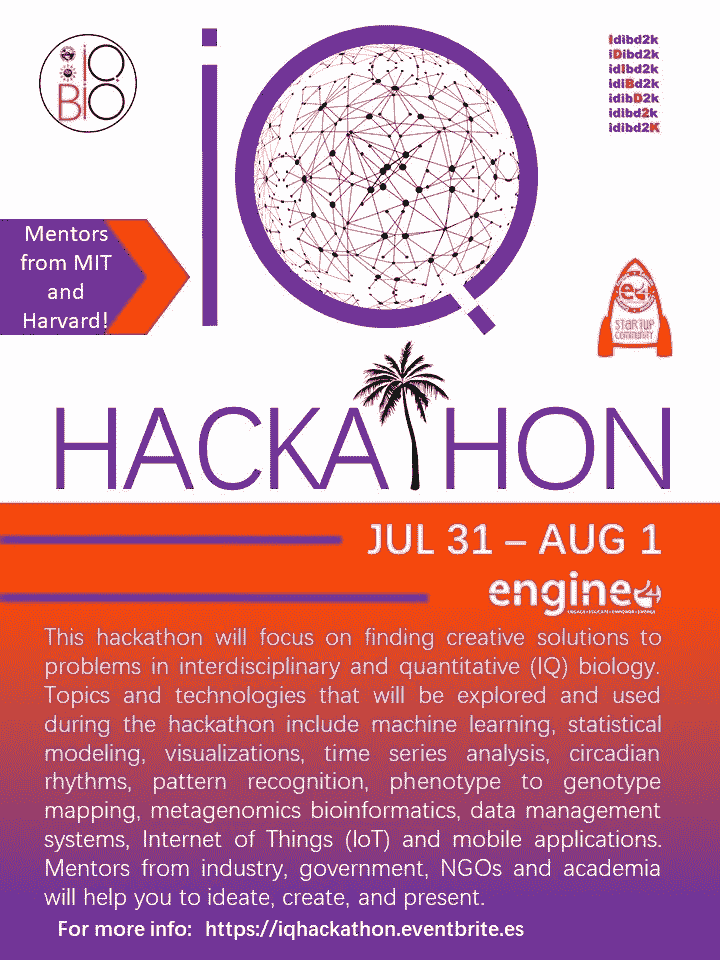 IQ
BIO
idibd2k
iDibd2k
idIbd2k
idiBd2k
idibD2k
idibd2k
idibd2K
iQ
Mentors
from MIT
and
Harvard!
e4
STARTUP
COMMUNITY
HACKATHON
JUL 31 – AUG 1
engine4
This hackathon will focus on finding creative solutions to
problems in interdisciplinary and quantitative (IQ) biology.
Topics and technologies that will be explored and used
during the hackathon include machine learning, statistical
modeling, visualizations, time series analysis, circadian
rhythms, pattern recognition, phenotype to genotype
mapping, metagenomics bioinformatics, data management
systems, Internet of Things (IoT) and mobile applications.
Mentors from industry, government, NGOs and academia
will help you to ideate, create, and present.
For more info: https://iqhackathon.eventbrite.es